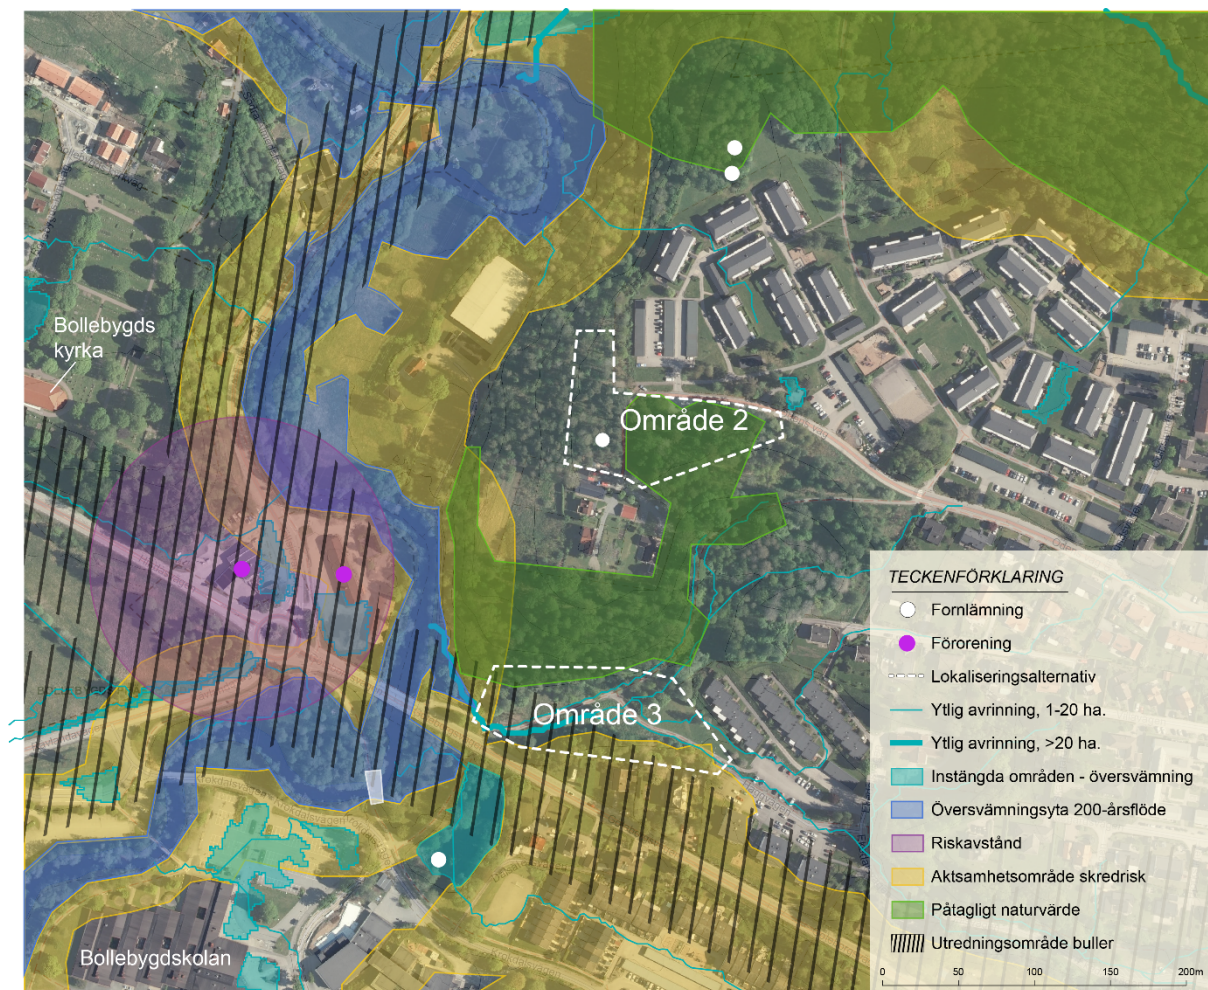 Bollebygds
kyrka
Område 2
Område 3
Bollebygdskolan
TECKENFÖRKLARING
Fornlämning
Förorening
Lokaliseringsalternativ
Ytlig avrinning, 1-20 ha.
Ytlig avrinning, >20 ha.
Instängda områden - översvämning
Översvämningsyta 200-årsflöde
Riskavstånd
Aktsamhetsområde skredrisk
Påtagligt naturvärde
Utredningsområde buller
0 50 100 150 200m